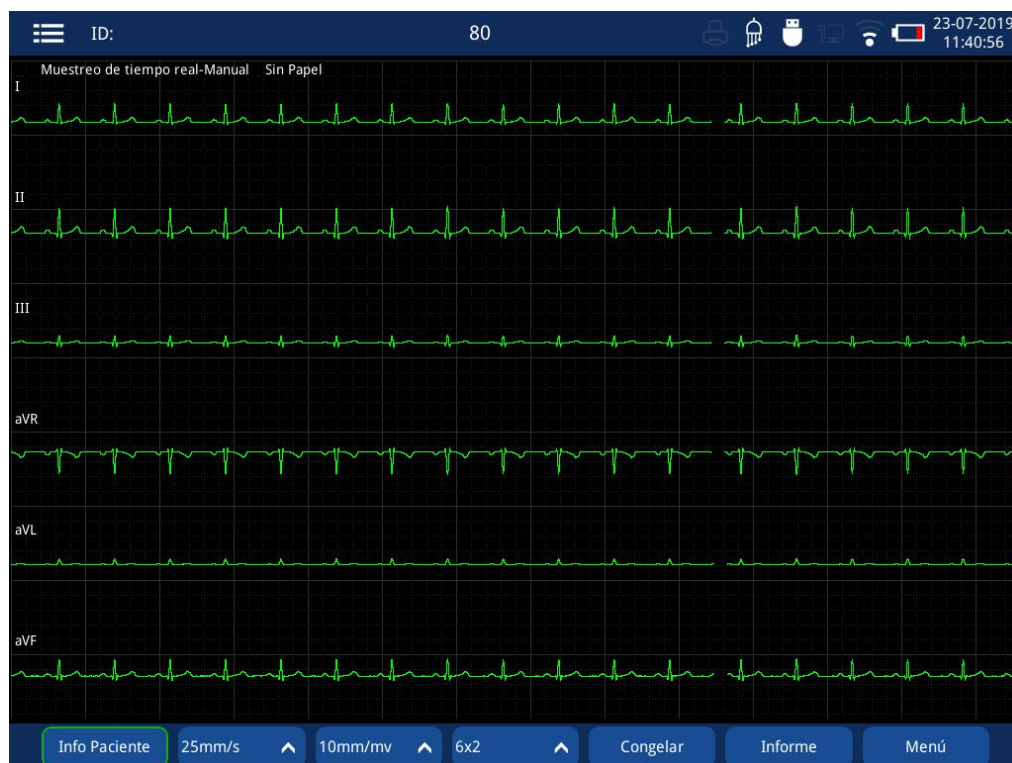 ID:
80
23-07-2019
11:40:56
Muestreo de tiempo real-Manual Sin Papel
I
II
III
aVR
aVL
aVF
Info Paciente
25mm/s
10mm/mv
6x2
Congelar
Informe
Menú